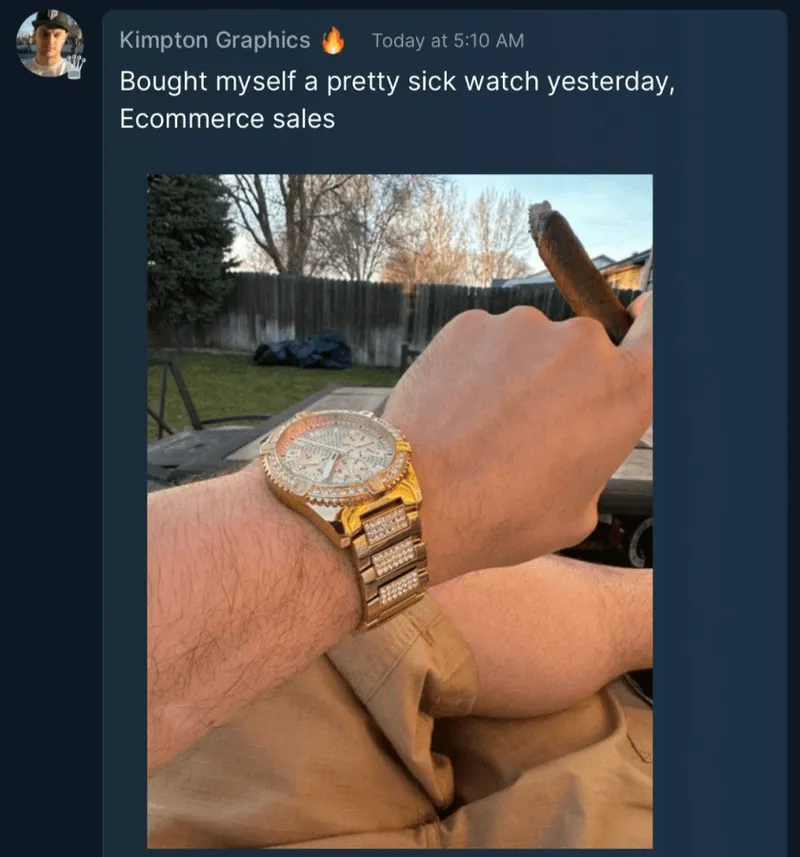 Kimpton Graphics 🔥 Today at 5:10 AM
Bought myself a pretty sick watch yesterday,
Ecommerce sales